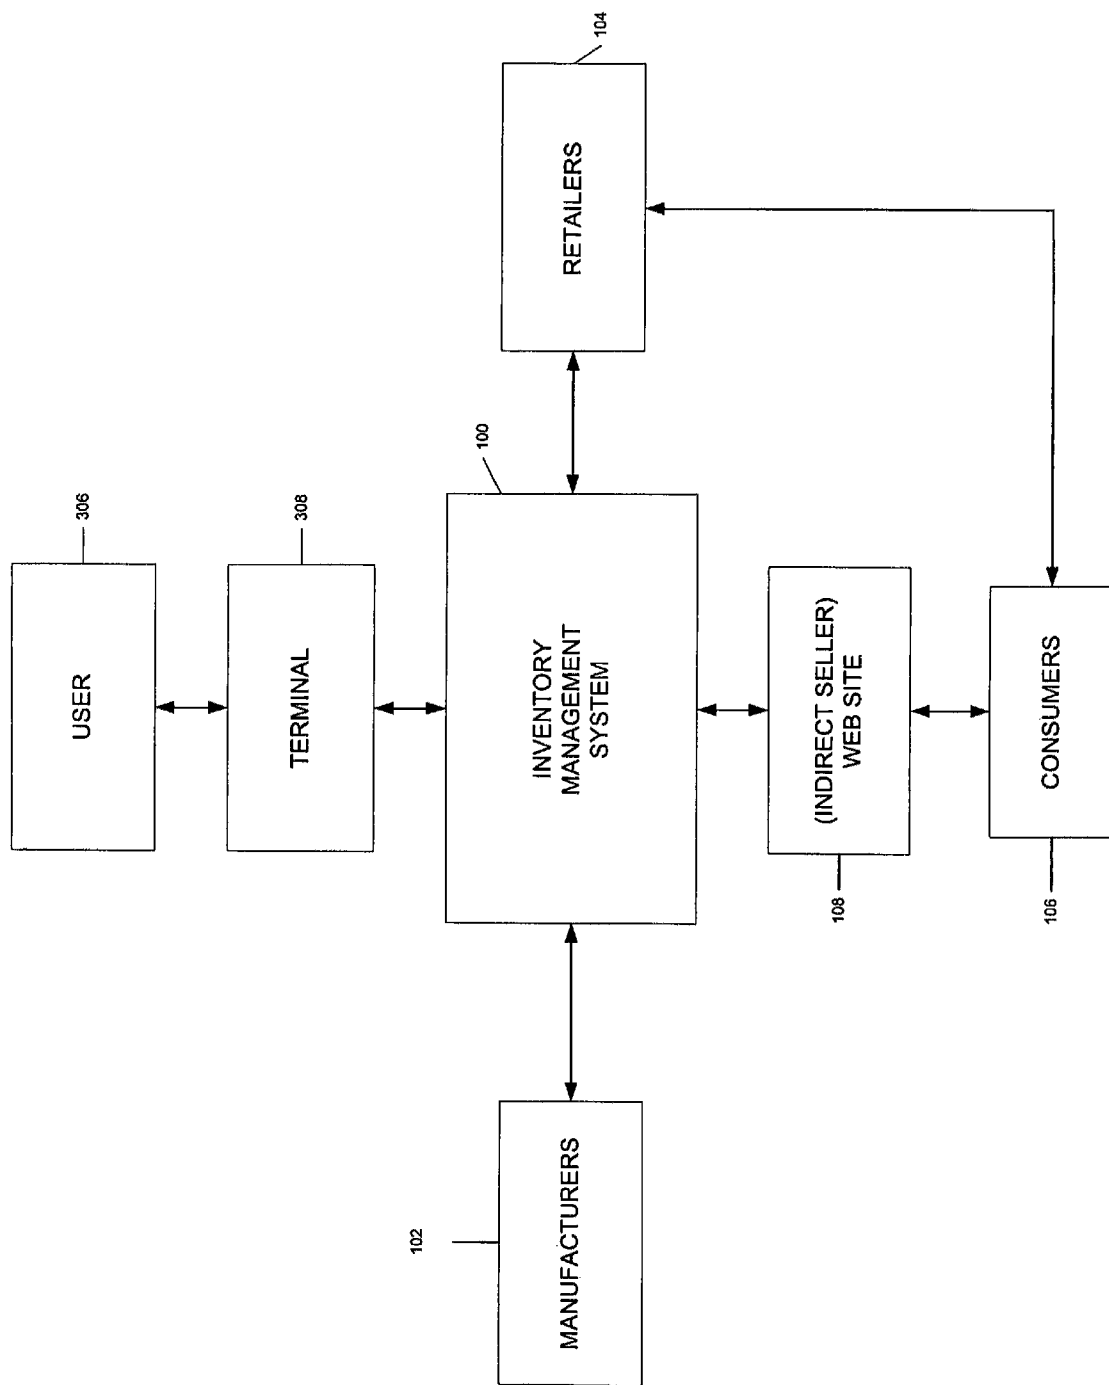 306
USER
308
TERMINAL
102
MANUFACTURERS
100
INVENTORY
MANAGEMENT
SYSTEM
104
RETAILERS
108
(INDIRECT SELLER)
WEB SITE
106
CONSUMERS